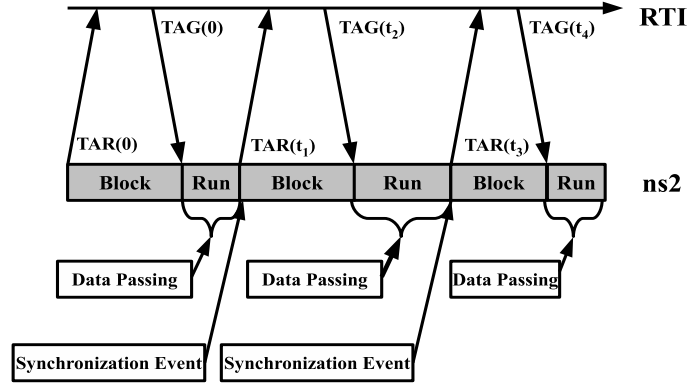 TAG(0) TAG(t₂) TAG(t₄) RTI
TAR(0) TAR(t₁) TAR(t₃)
Block Run Block Run Block Run ns2
Data Passing Data Passing Data Passing
Synchronization Event Synchronization Event